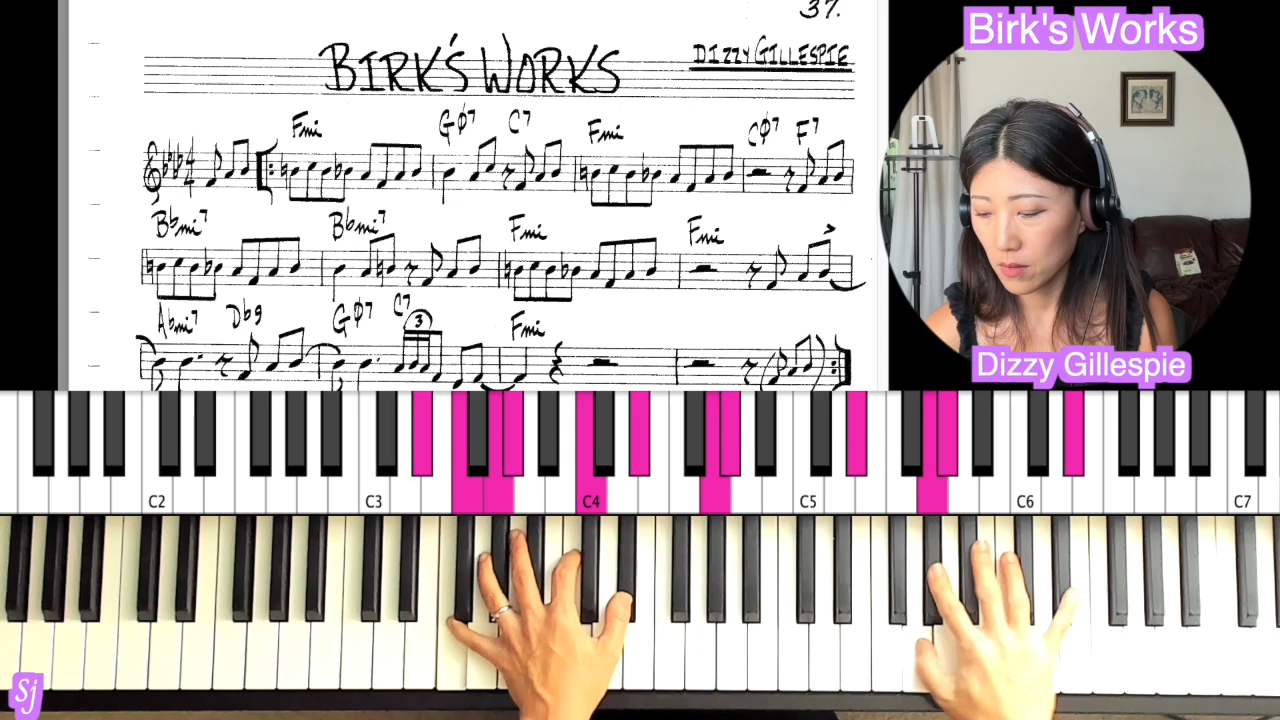 37.
BIRK'S WORKS
DIZZY GILLESPIE
Fmi Gø7 C7 Fmi Cø7 F7
Bbmi7 Bbmi7 Fmi Fmi
Abmi7 Db9 Gø7 C7 Fmi
3
Birk's Works
Dizzy Gillespie
C2 C3 C4 C5 C6 C7
Sj